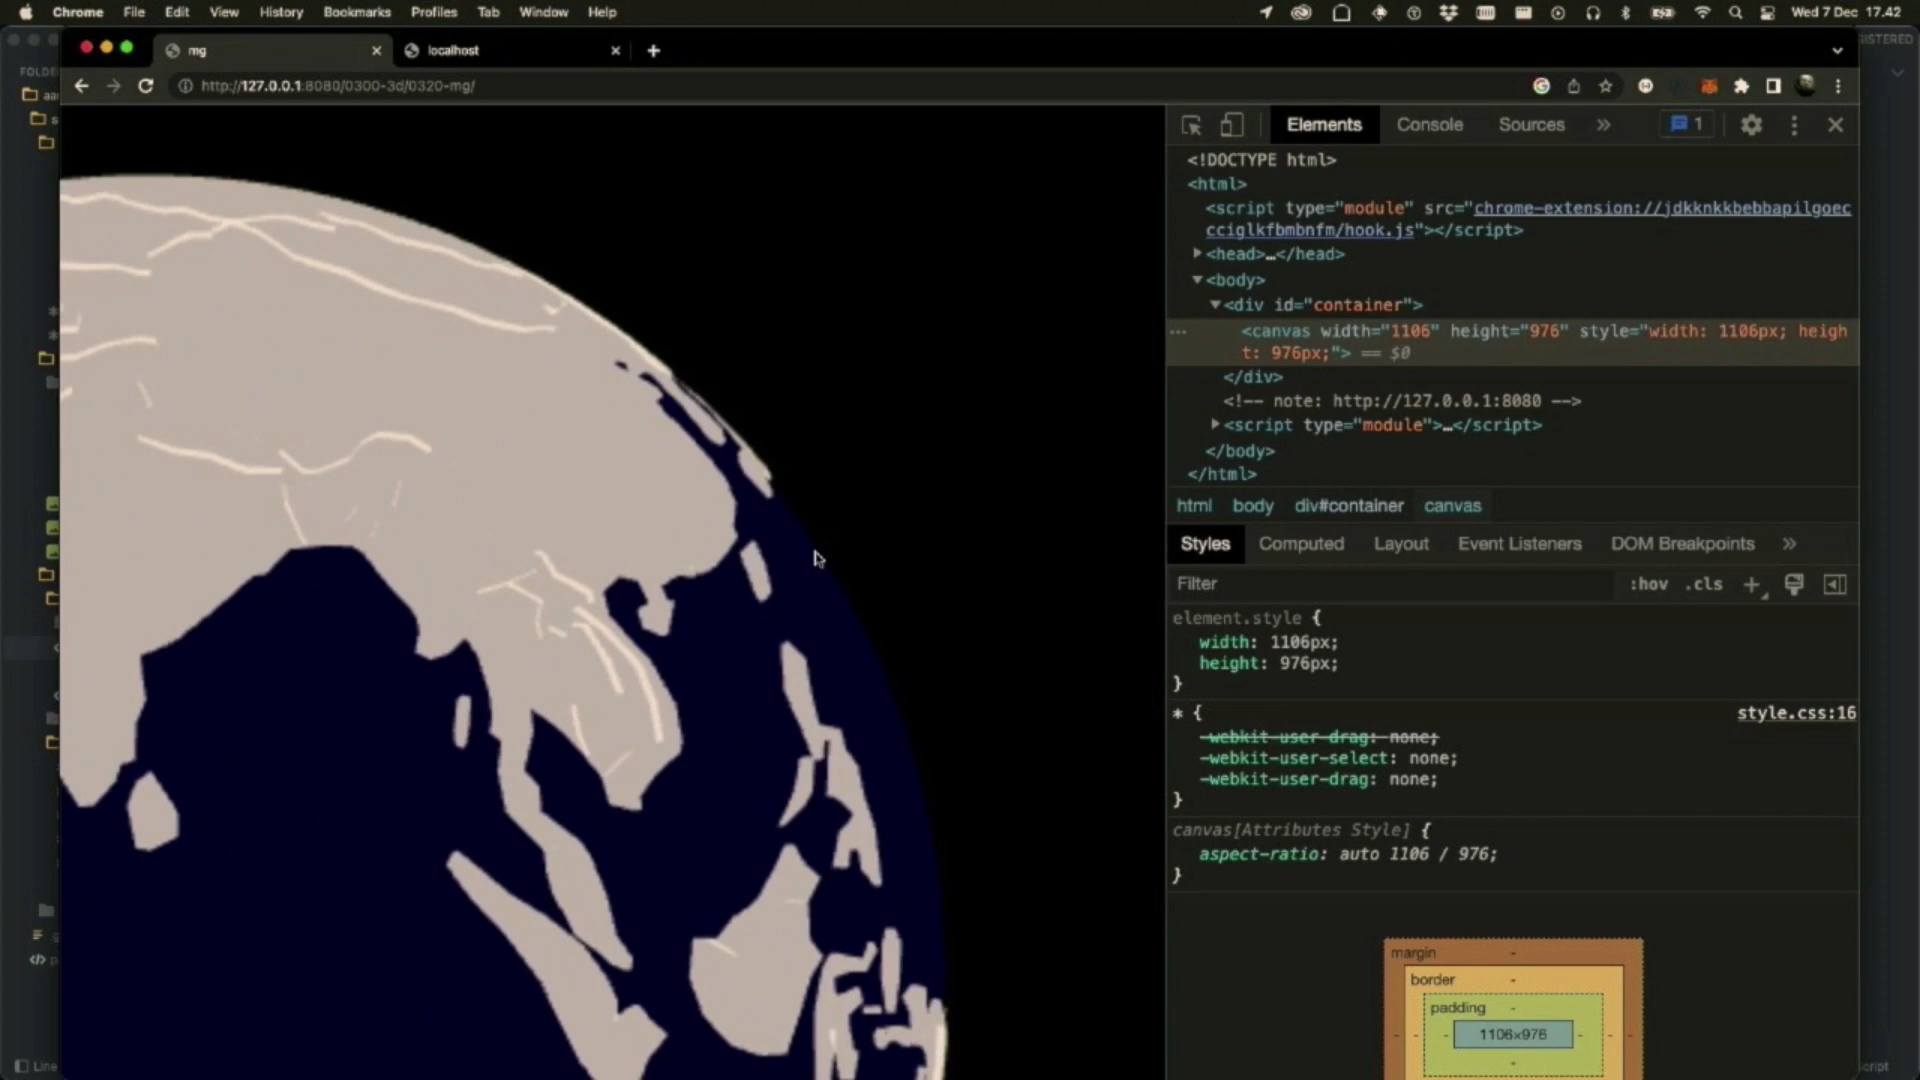 Chrome File Edit View History Bookmarks Profiles Tab Window Help Wed 7 Dec 17.42
mg localhost
http://127.0.0.1:8080/0300-3d/0320-mg/
FOLDE
Elements Console Sources 1
<!DOCTYPE html>
<html>
<script type="module" src="chrome-extension://jdkknkkbebbapilgoec
cciglkfbmbnfm/hook.js"></script>
<head>…</head>
<body>
<div id="container">
<canvas width="1106" height="976" style="width: 1106px; heigh
t: 976px;"> == $0
</div>
<!-- note: http://127.0.0.1:8080 -->
<script type="module">…</script>
</body>
</html>
html body div#container canvas
Styles Computed Layout Event Listeners DOM Breakpoints
Filter :hov .cls
element.style {
width: 1106px;
height: 976px;
}
* { style.css:16
-webkit-user-drag: none;
-webkit-user-select: none;
-webkit-user-drag: none;
}
canvas[Attributes Style] {
aspect-ratio: auto 1106 / 976;
}
margin -
border -
padding -
- - - 1106×976 - - -
-
Line